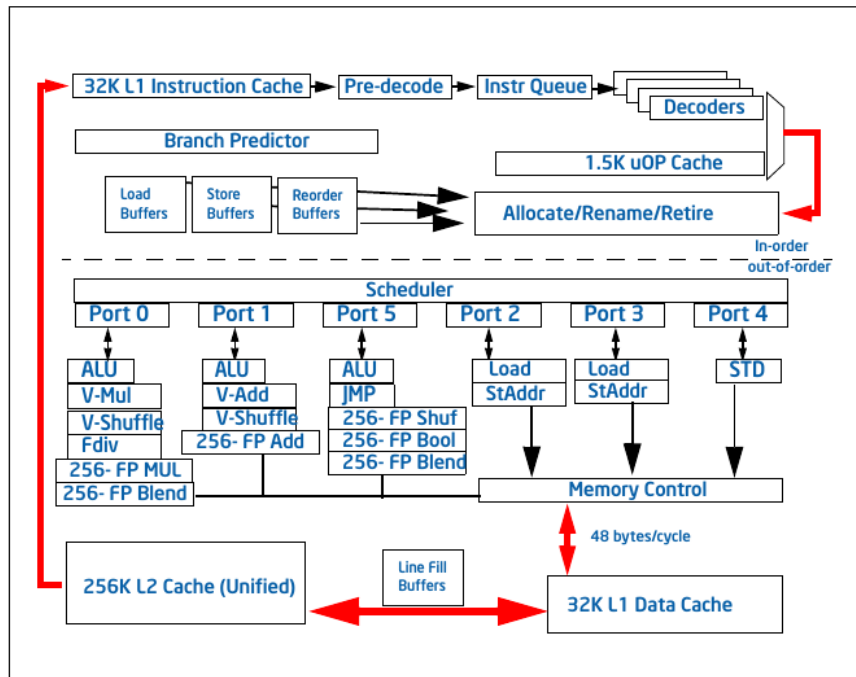 32K L1 Instruction Cache
Pre-decode
Instr Queue
Decoders
Branch Predictor
1.5K uOP Cache
Load
Buffers
Store
Buffers
Reorder
Buffers
Allocate/Rename/Retire
In-order
out-of-order
Scheduler
Port 0
Port 1
Port 5
Port 2
Port 3
Port 4
ALU
V-Mul
V-Shuffle
Fdiv
256- FP MUL
256- FP Blend
ALU
V-Add
V-Shuffle
256- FP Add
ALU
JMP
256- FP Shuf
256- FP Bool
256- FP Blend
Load
StAddr
Load
StAddr
STD
Memory Control
48 bytes/cycle
256K L2 Cache (Unified)
Line Fill
Buffers
32K L1 Data Cache